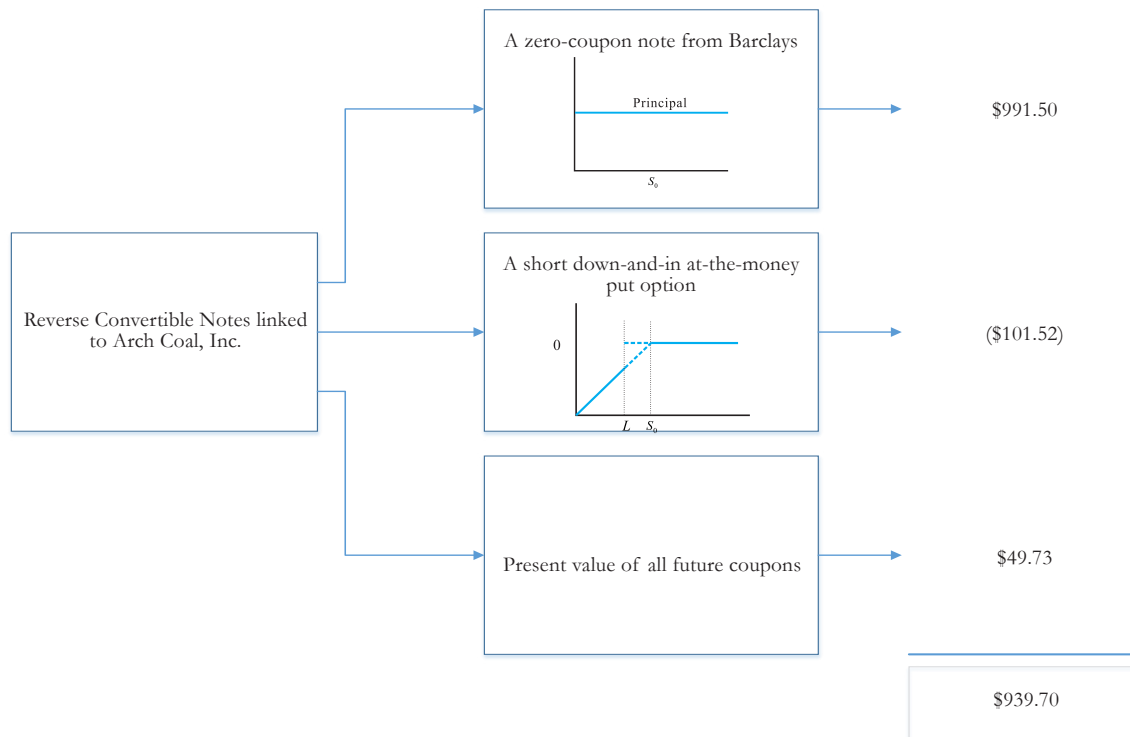 A zero-coupon note from Barclays
Principal
S₀
$991.50
Reverse Convertible Notes linked
to Arch Coal, Inc.
A short down-and-in at-the-money
put option
0
L S₀
($101.52)
Present value of all future coupons
$49.73
$939.70